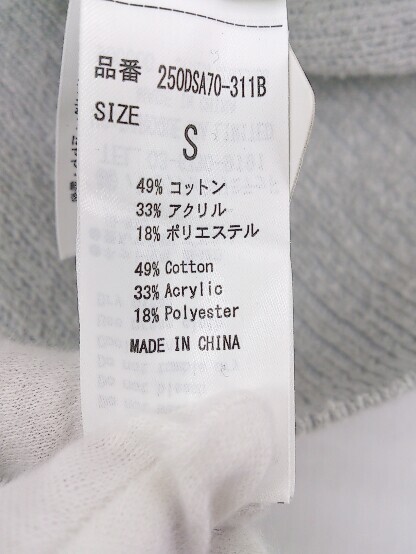 品番 250DSA70-311B
SIZE
S
49% コットン
33% アクリル
18% ポリエステル
49% Cotton
33% Acrylic
18% Polyester
MADE IN CHINA